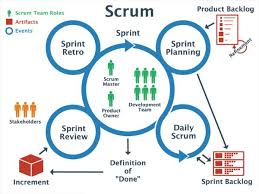 Scrum
Scrum Team Roles
Artifacts
Events
Product Backlog
Refinement
Sprint
Sprint
Retro
Sprint
Planning
Scrum
Master
Product
Owner
Development
Team
Stakeholders
Sprint
Review
Daily
Scrum
Increment
Definition
of
"Done"
Sprint Backlog